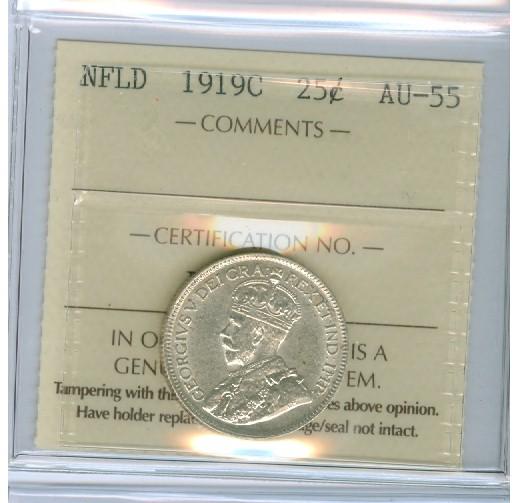 NFLD 1919C 25¢ AU-55
— COMMENTS —
— CERTIFICATION NO. —
GEORGIVS V DEI GRA: REX ET IND:IMP:
IN O IS A
GENU EM.
Tampering with th es above opinion.
Have holder repla ge/seal not intact.